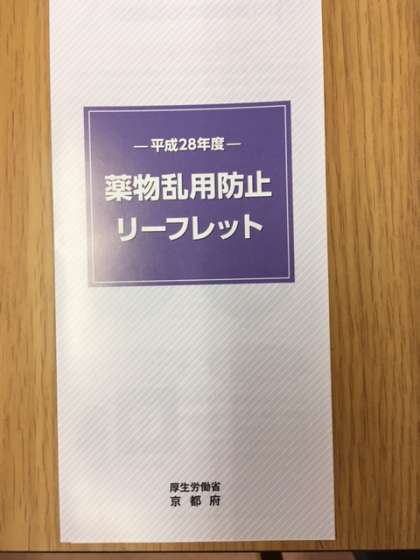 ―平成28年度―
薬物乱用防止
リーフレット
厚生労働省
京都府